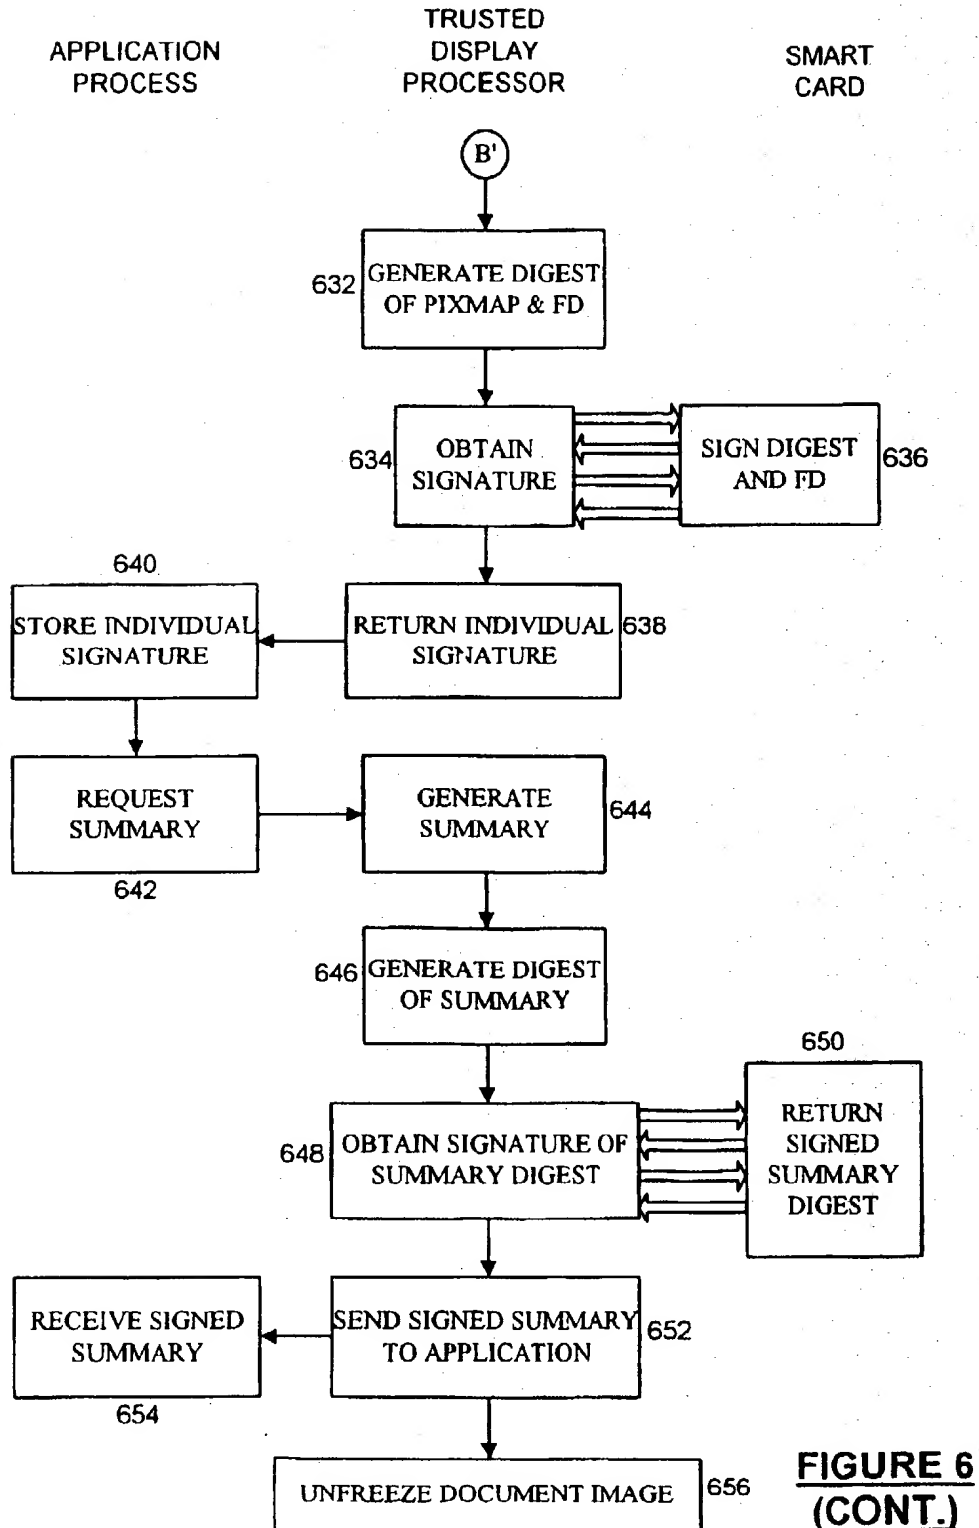 APPLICATION
PROCESS
TRUSTED
DISPLAY
PROCESSOR
SMART
CARD
B'
632
GENERATE DIGEST
OF PIXMAP & FD
634
OBTAIN
SIGNATURE
SIGN DIGEST
AND FD
636
640
STORE INDIVIDUAL
SIGNATURE
RETURN INDIVIDUAL
SIGNATURE
638
REQUEST
SUMMARY
642
GENERATE
SUMMARY
644
646
GENERATE DIGEST
OF SUMMARY
650
648
OBTAIN SIGNATURE OF
SUMMARY DIGEST
RETURN
SIGNED
SUMMARY
DIGEST
RECEIVE SIGNED
SUMMARY
654
SEND SIGNED SUMMARY
TO APPLICATION
652
UNFREEZE DOCUMENT IMAGE
656
FIGURE 6
(CONT.)